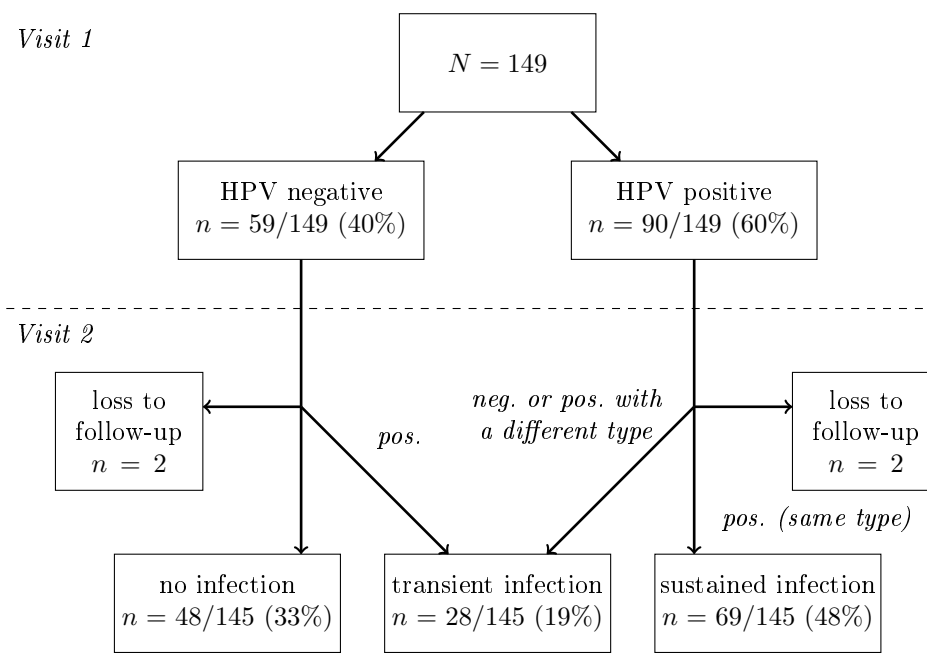 Visit 1
N = 149
HPV negative
n = 59/149 (40%)
HPV positive
n = 90/149 (60%)
Visit 2
loss to
follow-up
n = 2
pos.
neg. or pos. with
a different type
loss to
follow-up
n = 2
pos. (same type)
no infection
n = 48/145 (33%)
transient infection
n = 28/145 (19%)
sustained infection
n = 69/145 (48%)